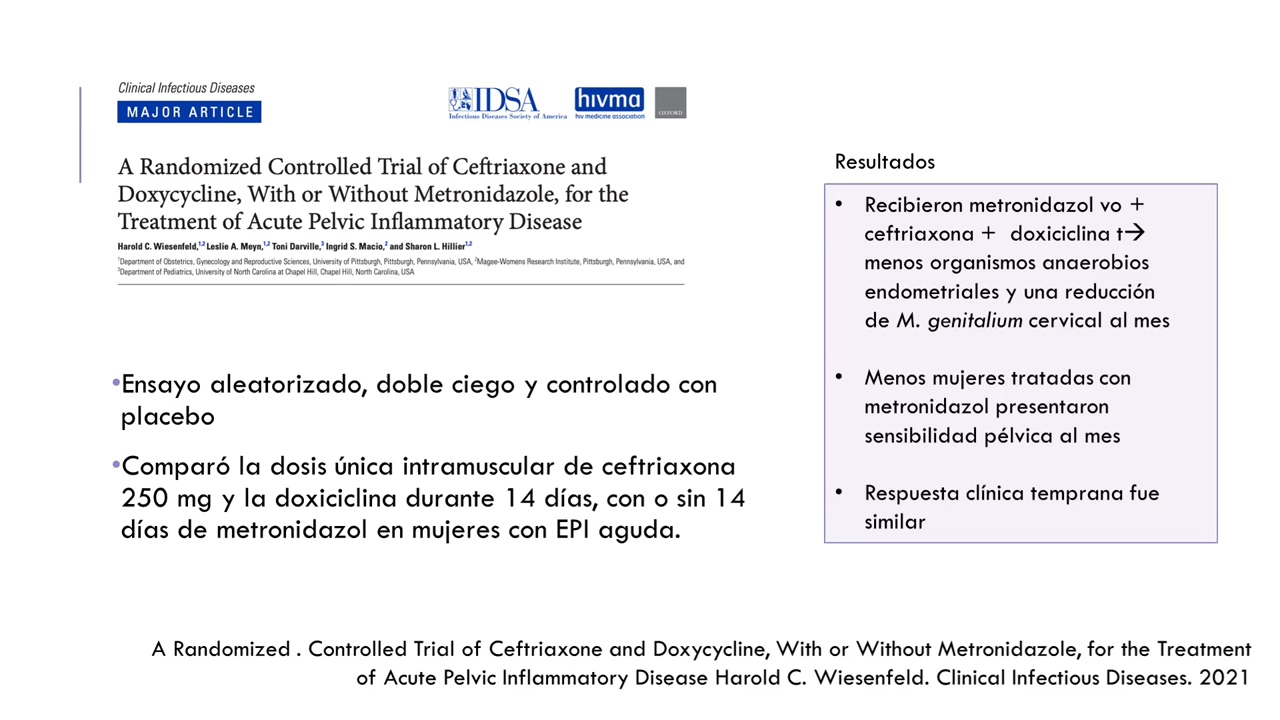 Clinical Infectious Diseases
MAJOR ARTICLE
IDSA
Infectious Diseases Society of America
hivma
hiv medicine association
OXFORD
A Randomized Controlled Trial of Ceftriaxone and
Doxycycline, With or Without Metronidazole, for the
Treatment of Acute Pelvic Inflammatory Disease
Harold C. Wiesenfeld,1,2 Leslie A. Meyn,1,2 Toni Darville,3 Ingrid S. Macio,2 and Sharon L. Hillier1,2
1Department of Obstetrics, Gynecology and Reproductive Sciences, University of Pittsburgh, Pittsburgh, Pennsylvania, USA, 2Magee-Womens Research Institute, Pittsburgh, Pennsylvania, USA, and
3Department of Pediatrics, University of North Carolina at Chapel Hill, Chapel Hill, North Carolina, USA
•Ensayo aleatorizado, doble ciego y controlado con
placebo
•Comparó la dosis única intramuscular de ceftriaxona
250 mg y la doxiciclina durante 14 días, con o sin 14
días de metronidazol en mujeres con EPI aguda.
Resultados
• Recibieron metronidazol vo +
ceftriaxona + doxiciclina t→
menos organismos anaerobios
endometriales y una reducción
de M. genitalium cervical al mes
• Menos mujeres tratadas con
metronidazol presentaron
sensibilidad pélvica al mes
• Respuesta clínica temprana fue
similar
A Randomized . Controlled Trial of Ceftriaxone and Doxycycline, With or Without Metronidazole, for the Treatment
of Acute Pelvic Inflammatory Disease Harold C. Wiesenfeld. Clinical Infectious Diseases. 2021